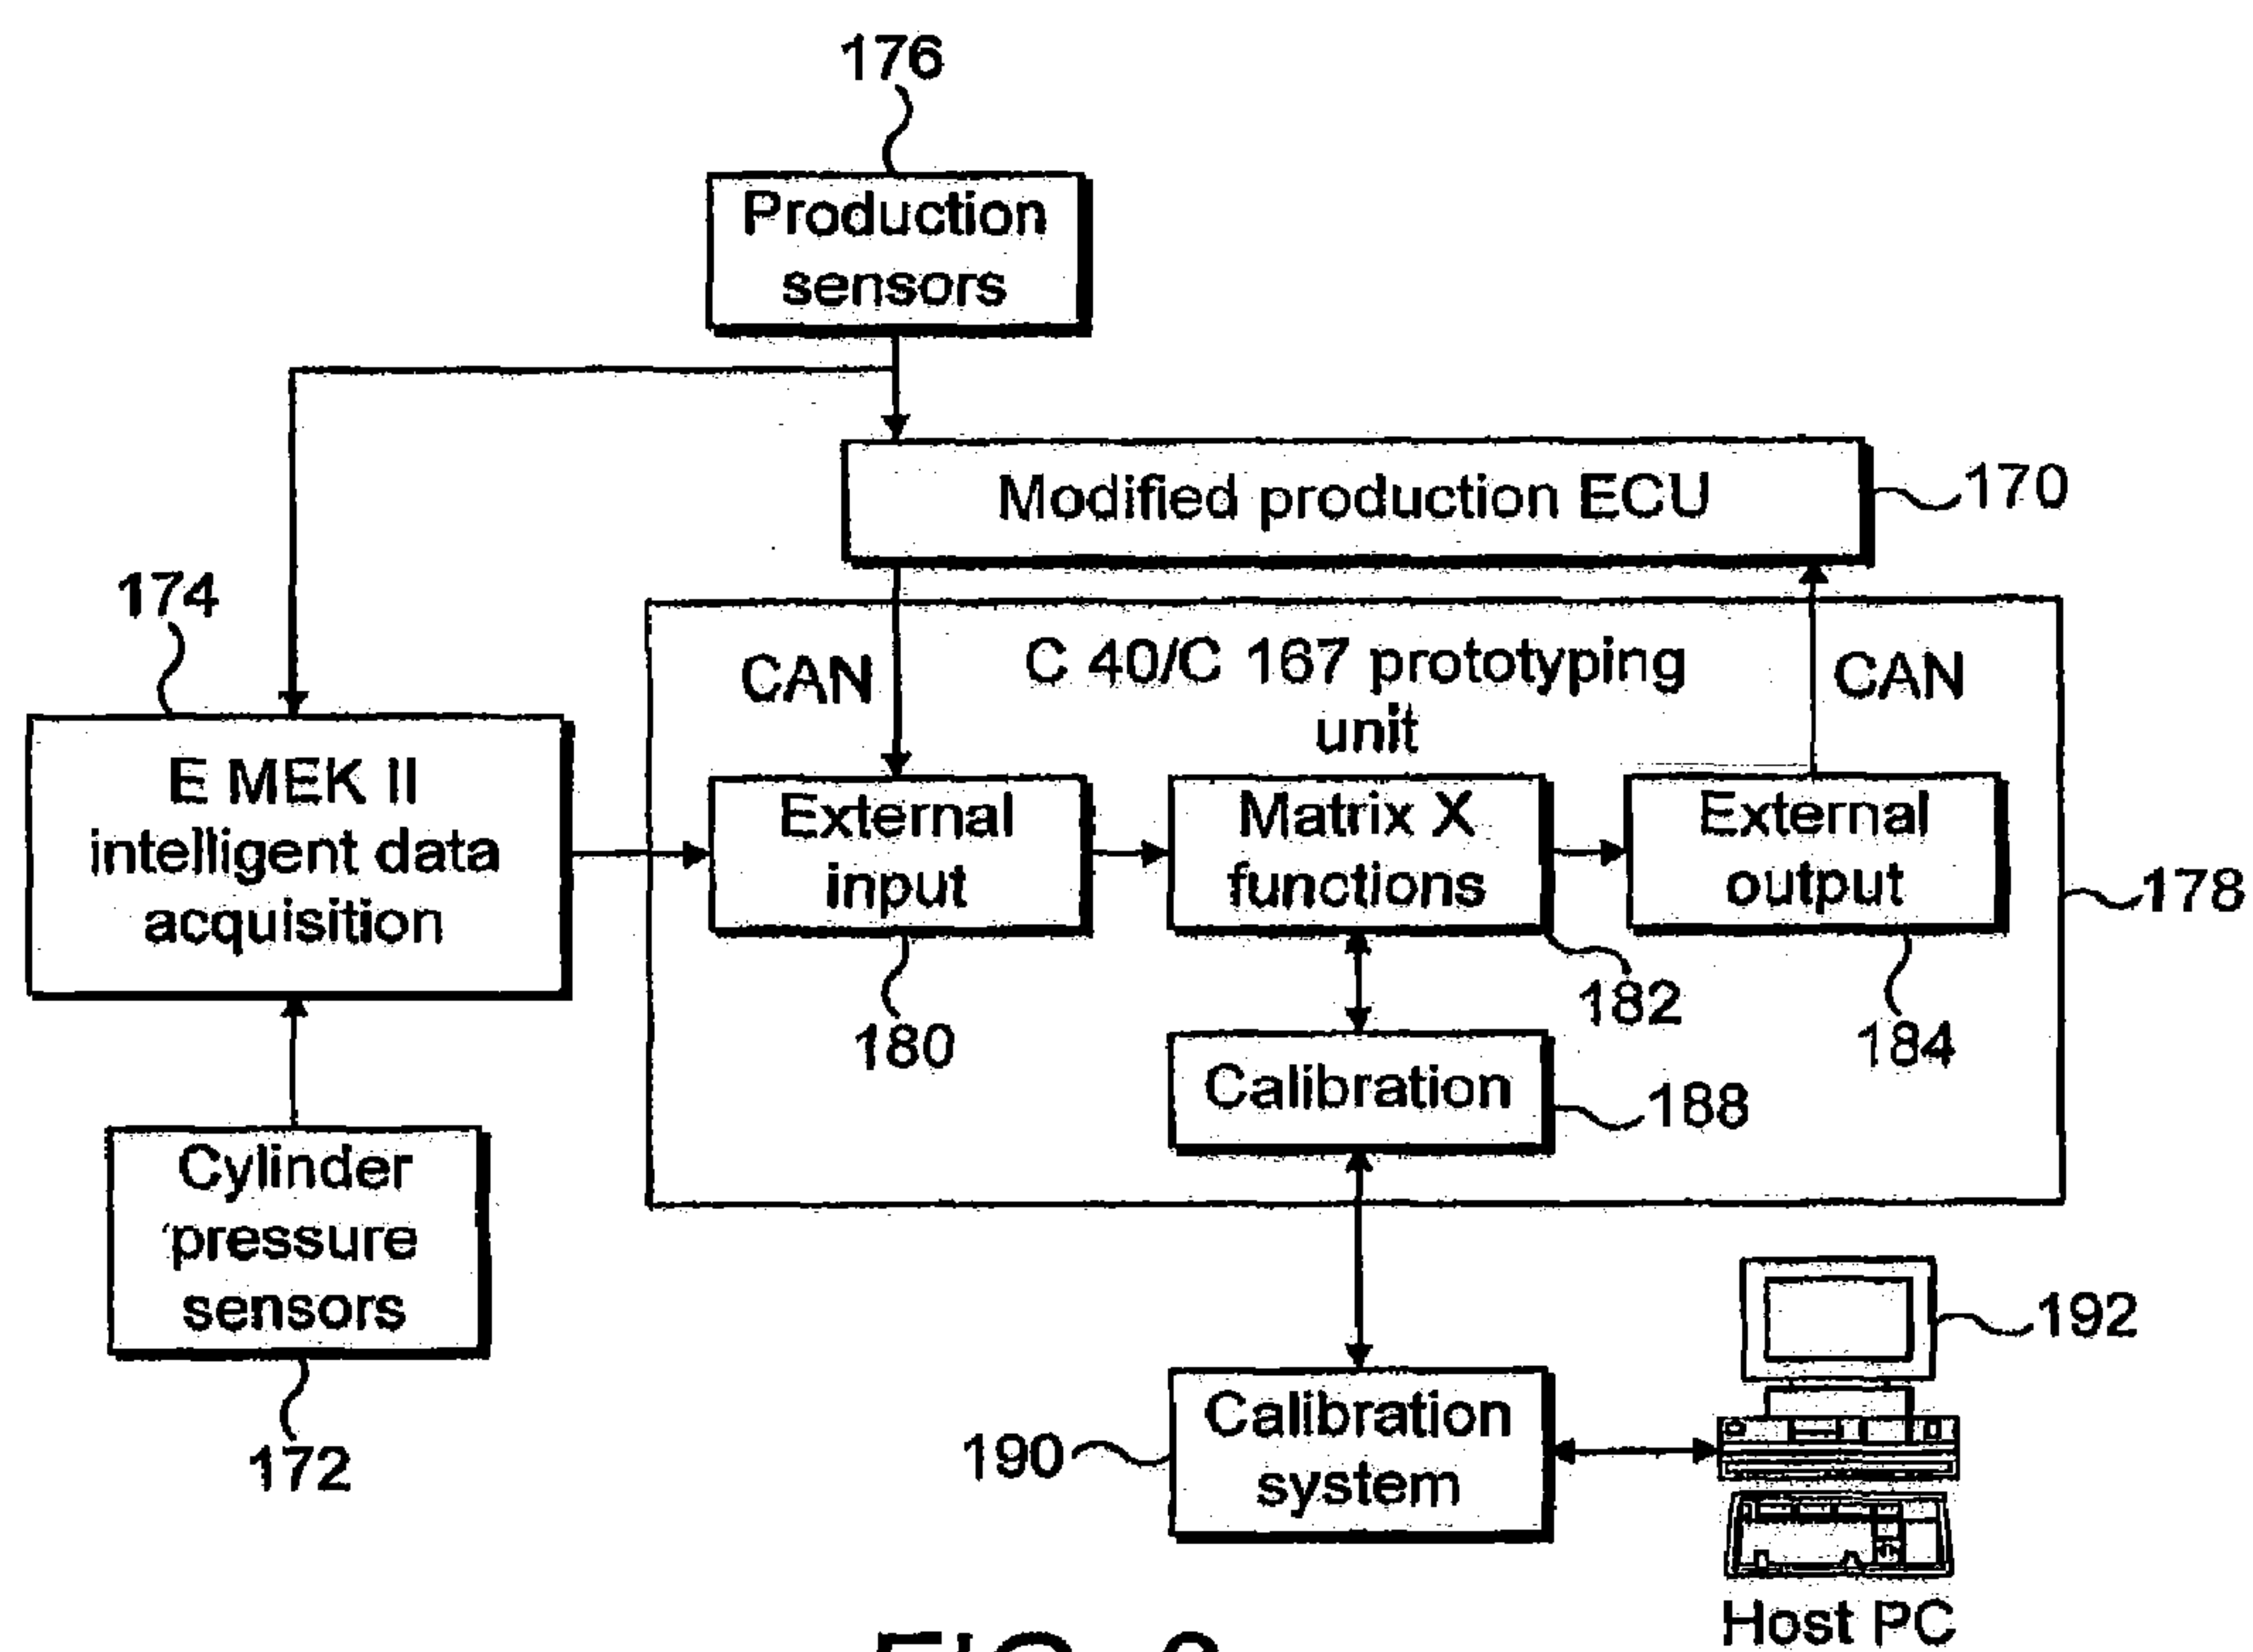 176
Production
sensors
Modified production ECU
170
174
CAN
C 40/C 167 prototyping
unit
CAN
E MEK II
intelligent data
acquisition
External
input
Matrix X
functions
External
output
178
180
182
184
Calibration
188
Cylinder
pressure
sensors
172
190
Calibration
system
192
Host PC